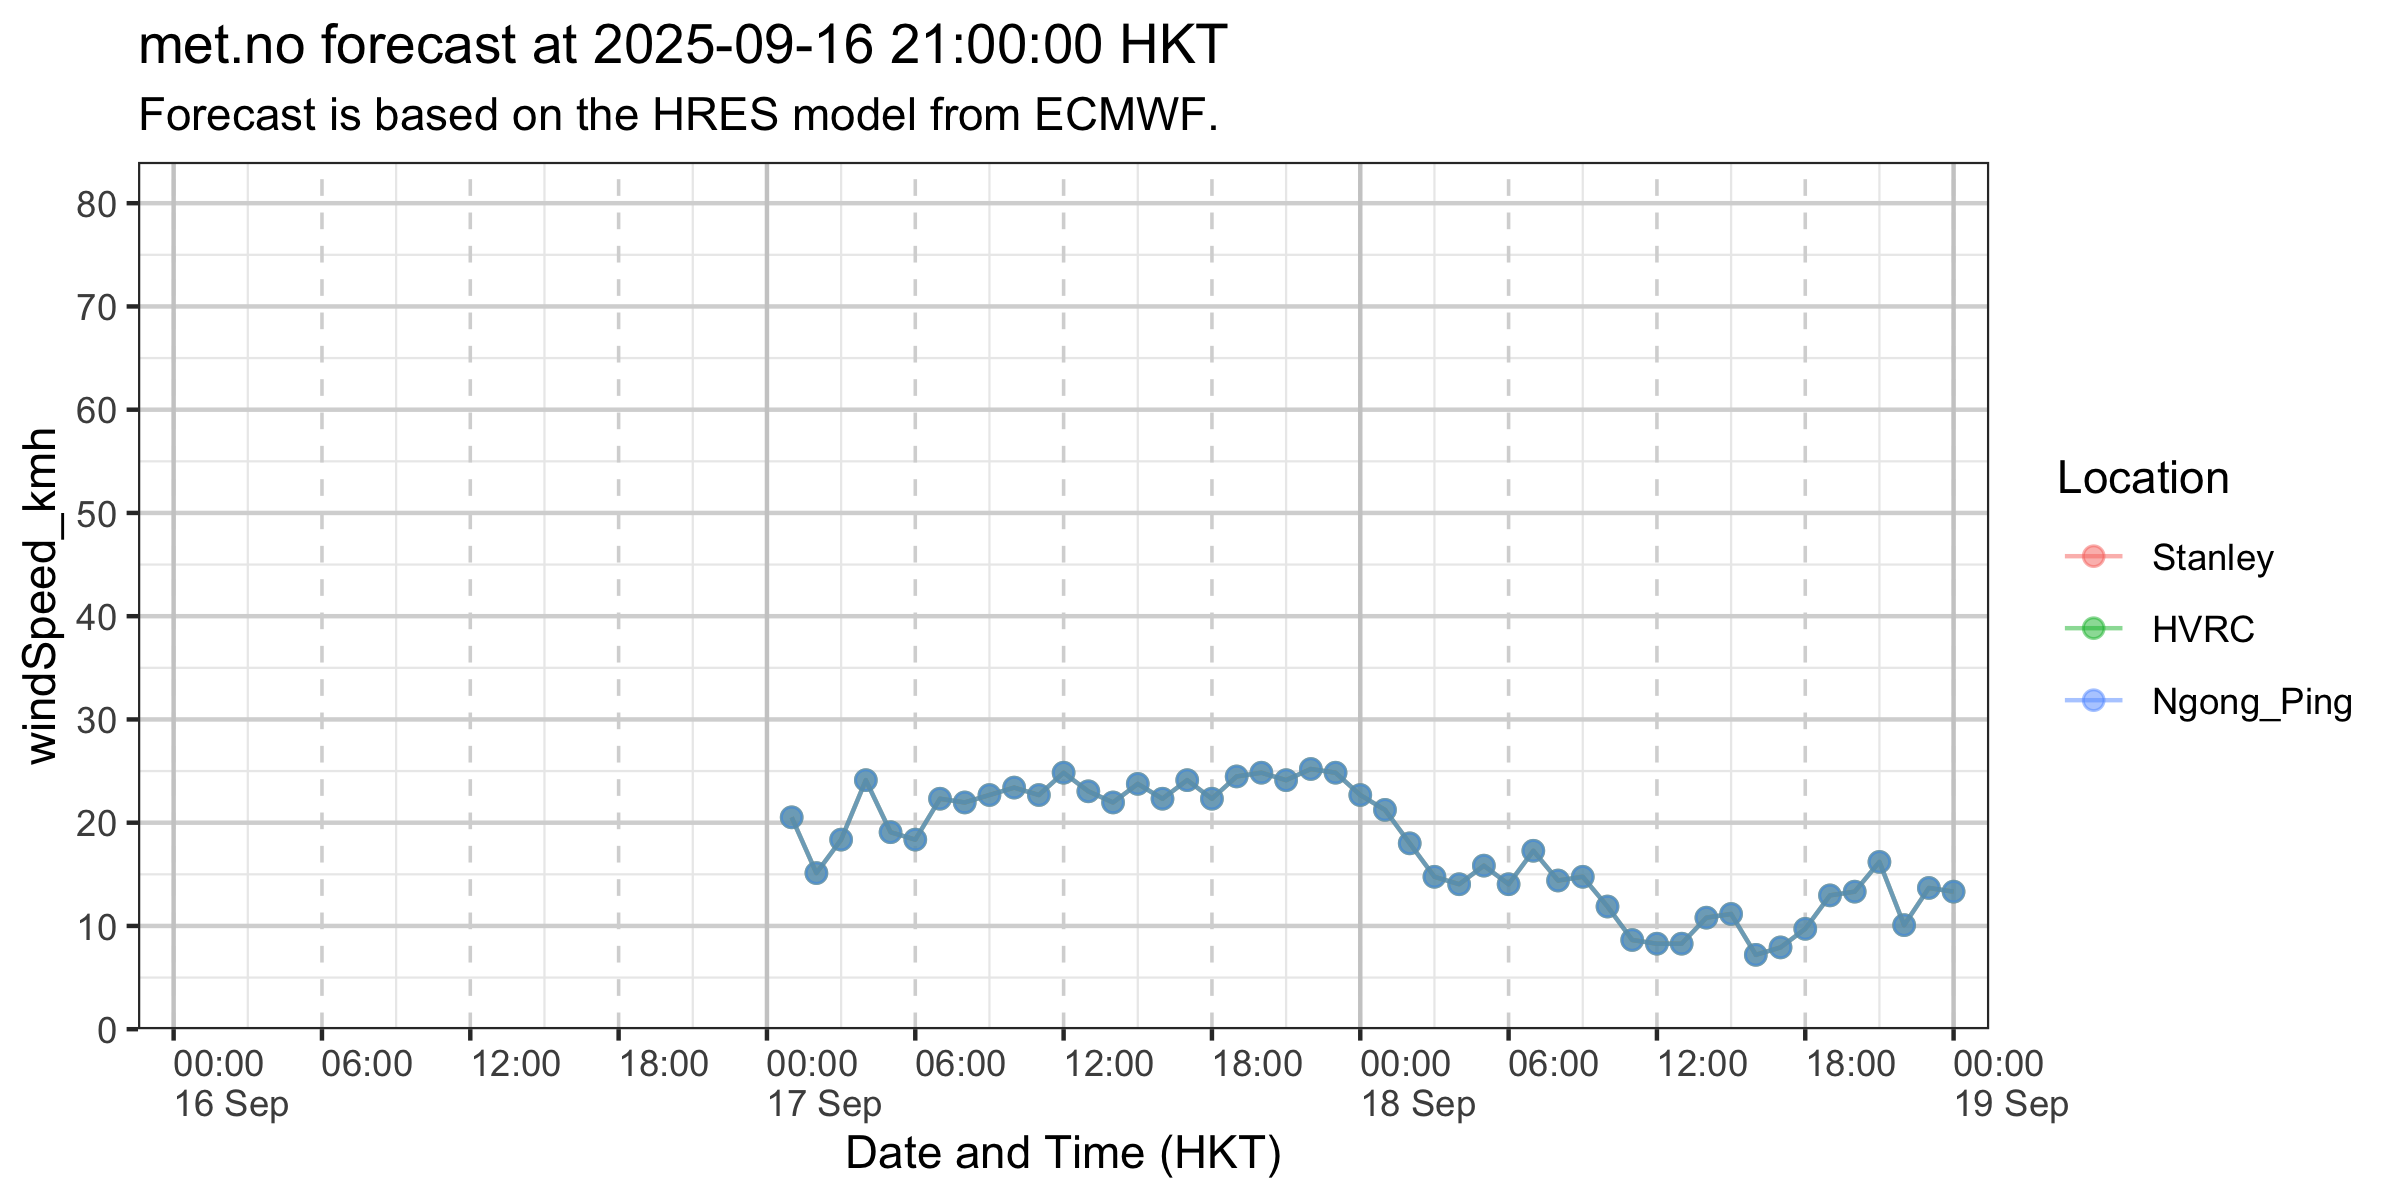 met.no forecast at 2025-09-16 21:00:00 HKT
Forecast is based on the HRES model from ECMWF.
windSpeed_kmh
80
70
60
50
40
30
20
10
0
00:00 06:00 12:00 18:00 00:00 06:00 12:00 18:00 00:00 06:00 12:00 18:00 00:00
16 Sep 17 Sep 18 Sep 19 Sep
Date and Time (HKT)
Location
Stanley
HVRC
Ngong_Ping